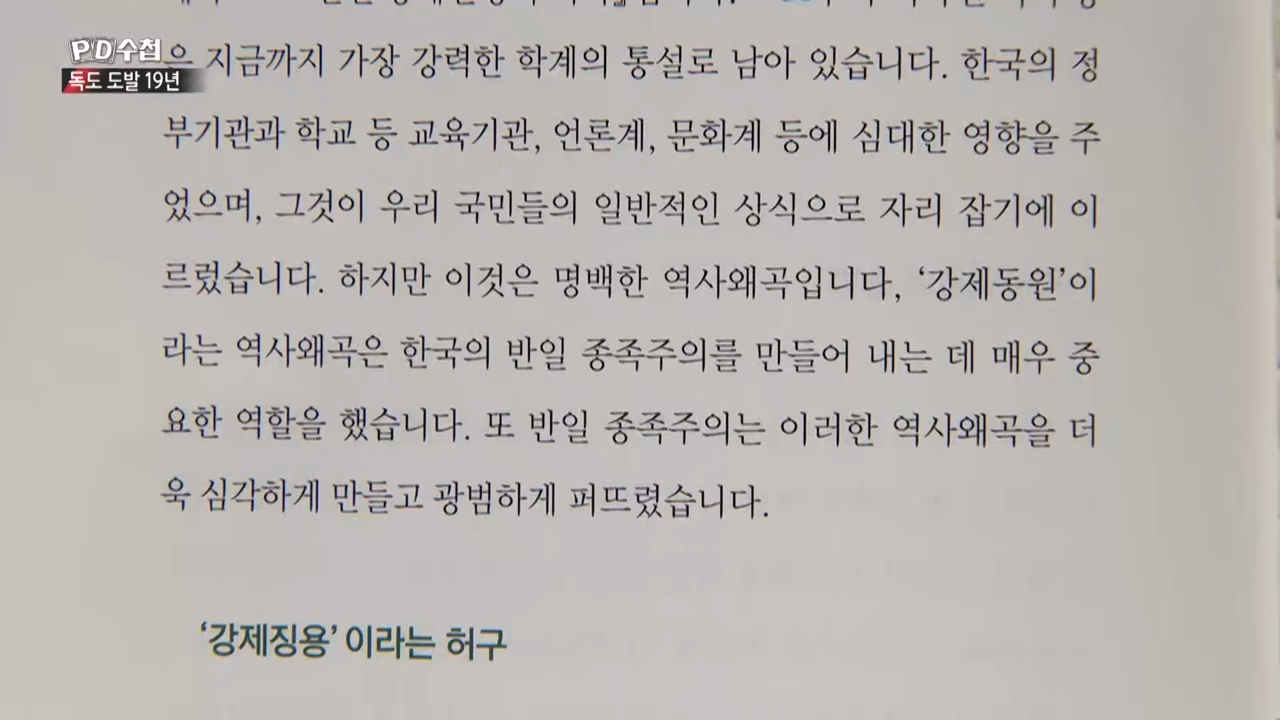 PD수첩
독도 도발 19년
은 지금까지 가장 강력한 학계의 통설로 남아 있습니다. 한국의 정
부기관과 학교 등 교육기관, 언론계, 문화계 등에 심대한 영향을 주
었으며, 그것이 우리 국민들의 일반적인 상식으로 자리 잡기에 이
르렀습니다. 하지만 이것은 명백한 역사왜곡입니다, ‘강제동원’이
라는 역사왜곡은 한국의 반일 종족주의를 만들어 내는 데 매우 중
요한 역할을 했습니다. 또 반일 종족주의는 이러한 역사왜곡을 더
욱 심각하게 만들고 광범하게 퍼뜨렸습니다.
‘강제징용’이라는 허구